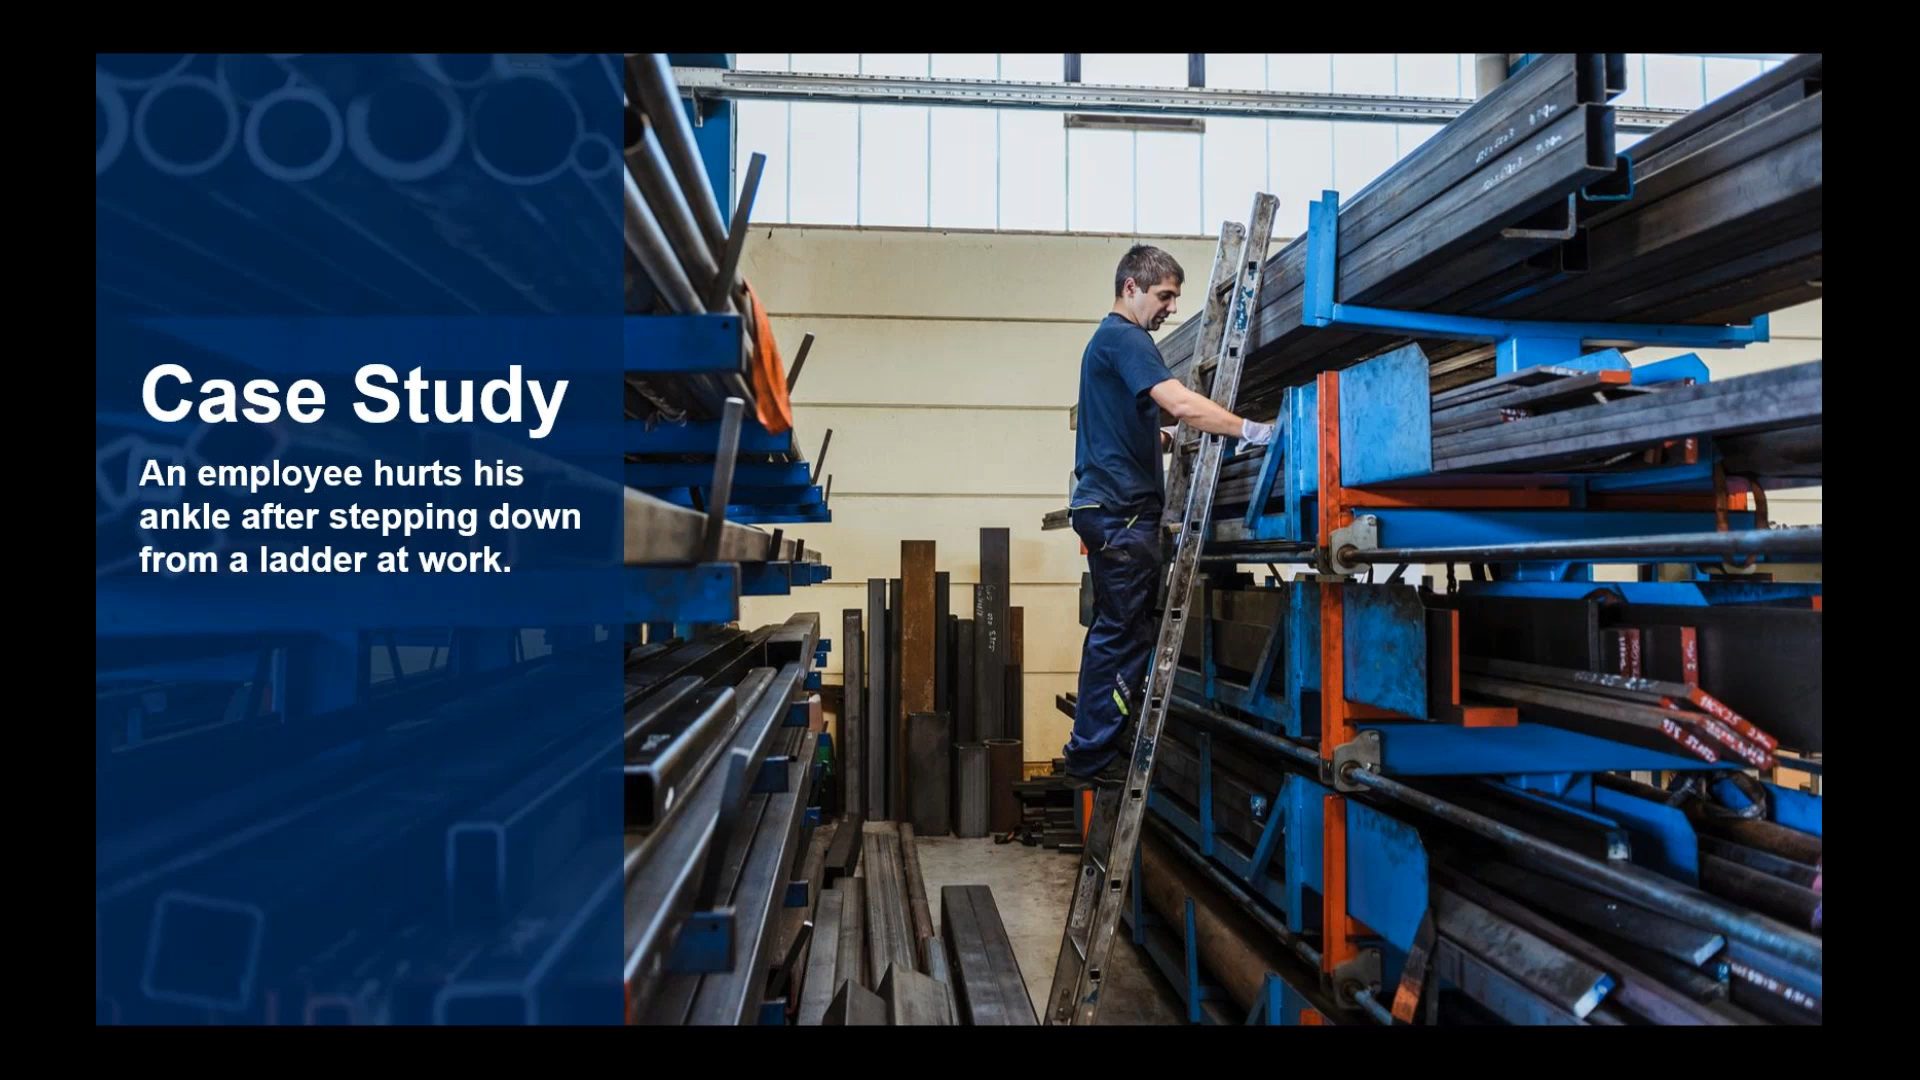 Case Study
An employee hurts his
ankle after stepping down
from a ladder at work.